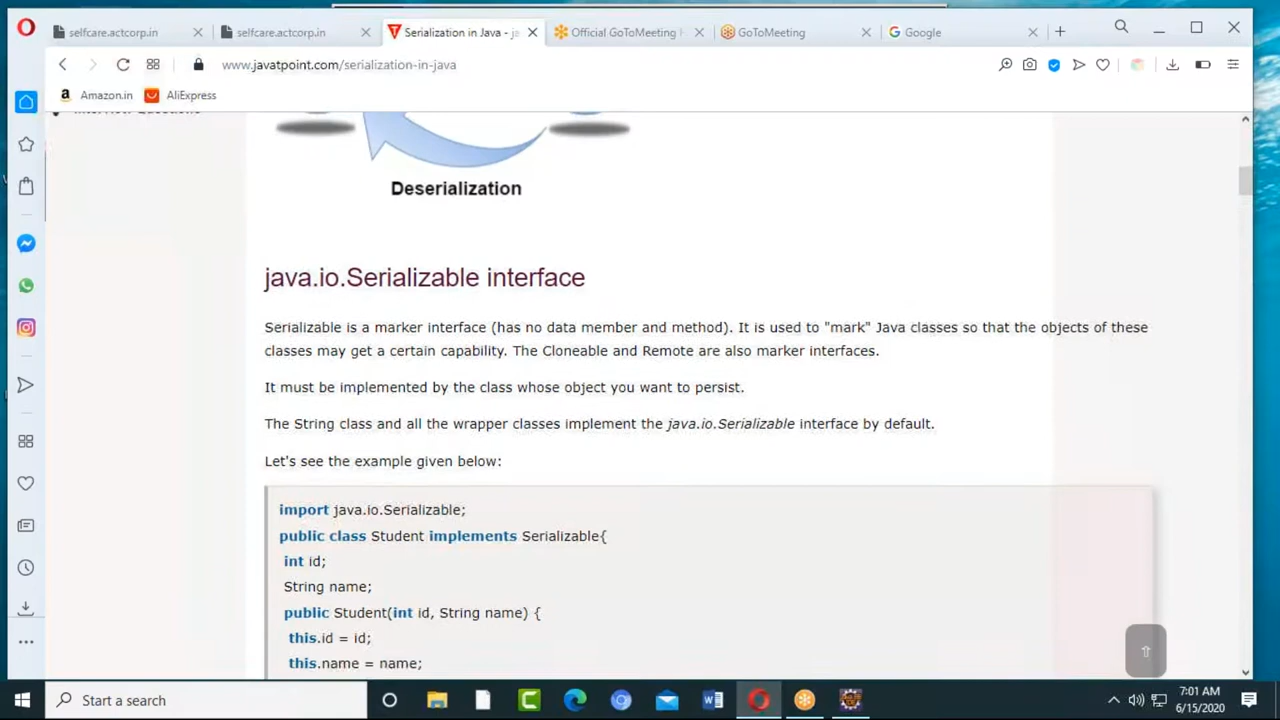 selfcare.actcorp.in
selfcare.actcorp.in
Serialization in Java - ja
Official GoToMeeting
GoToMeeting
Google
www.javatpoint.com/serialization-in-java
Amazon.in
AliExpress
Deserialization
java.io.Serializable interface
Serializable is a marker interface (has no data member and method). It is used to "mark" Java classes so that the objects of these
classes may get a certain capability. The Cloneable and Remote are also marker interfaces.
It must be implemented by the class whose object you want to persist.
The String class and all the wrapper classes implement the java.io.Serializable interface by default.
Let's see the example given below:
import java.io.Serializable;
public class Student implements Serializable{
int id;
String name;
public Student(int id, String name) {
this.id = id;
this.name = name;
Start a search
7:01 AM
6/15/2020